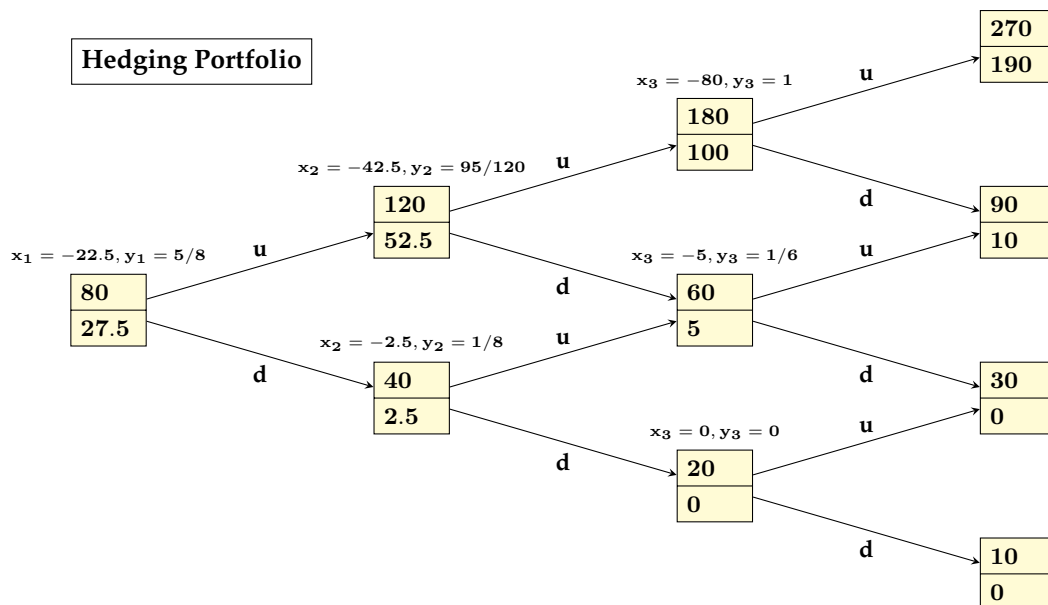 Hedging Portfolio
270
190
x₃ = −80, y₃ = 1
u
180
100
x₂ = −42.5, y₂ = 95/120
u
d
120
52.5
90
10
x₁ = −22.5, y₁ = 5/8
u
x₃ = −5, y₃ = 1/6
u
d
80
27.5
60
5
x₂ = −2.5, y₂ = 1/8
u
d
d
40
2.5
30
0
x₃ = 0, y₃ = 0
u
d
20
0
d
10
0